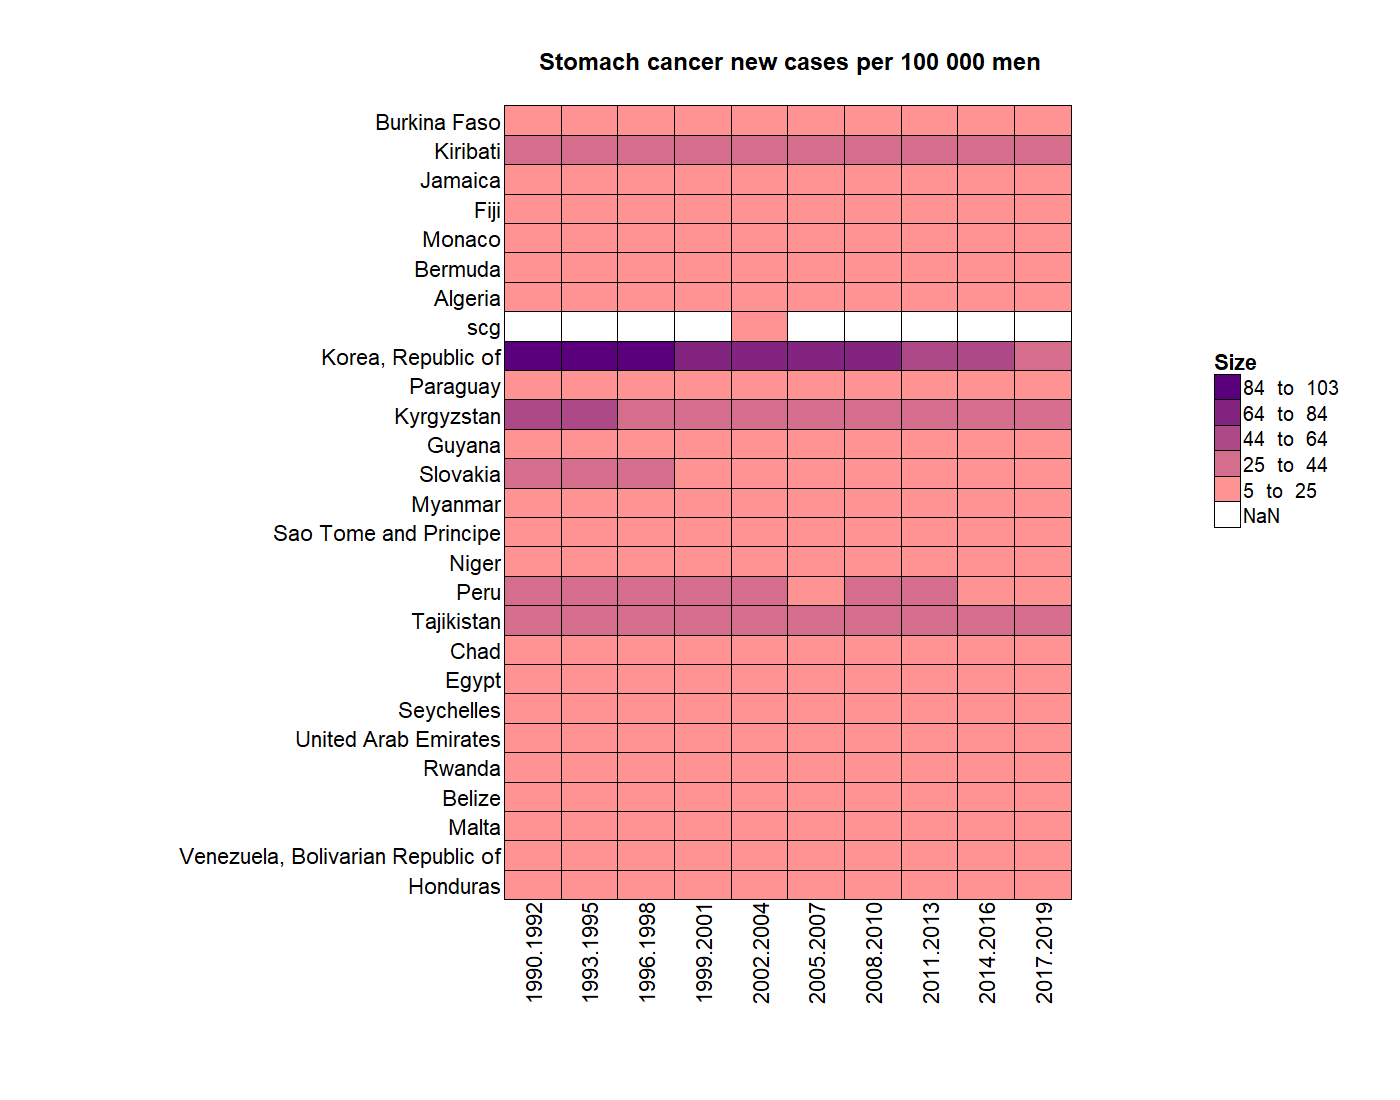 Stomach cancer new cases per 100 000 men
Burkina Faso
Kiribati
Jamaica
Fiji
Monaco
Bermuda
Algeria
scg
Korea, Republic of
Paraguay
Kyrgyzstan
Guyana
Slovakia
Myanmar
Sao Tome and Principe
Niger
Peru
Tajikistan
Chad
Egypt
Seychelles
United Arab Emirates
Rwanda
Belize
Malta
Venezuela, Bolivarian Republic of
Honduras
1990.1992
1993.1995
1996.1998
1999.2001
2002.2004
2005.2007
2008.2010
2011.2013
2014.2016
2017.2019
Size
84 to 103
64 to 84
44 to 64
25 to 44
5 to 25
NaN